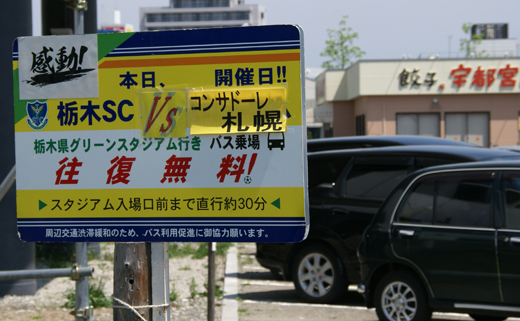 感動!
本日、 開催日!!
栃木SC Vs コンサドーレ
札幌
栃木県グリーンスタジアム行き バス乗場
往復無料!
スタジアム入場口前まで直行約30分
周辺交通渋滞緩和のため、バス利用促進に御協力願います。
餃子 宇都宮